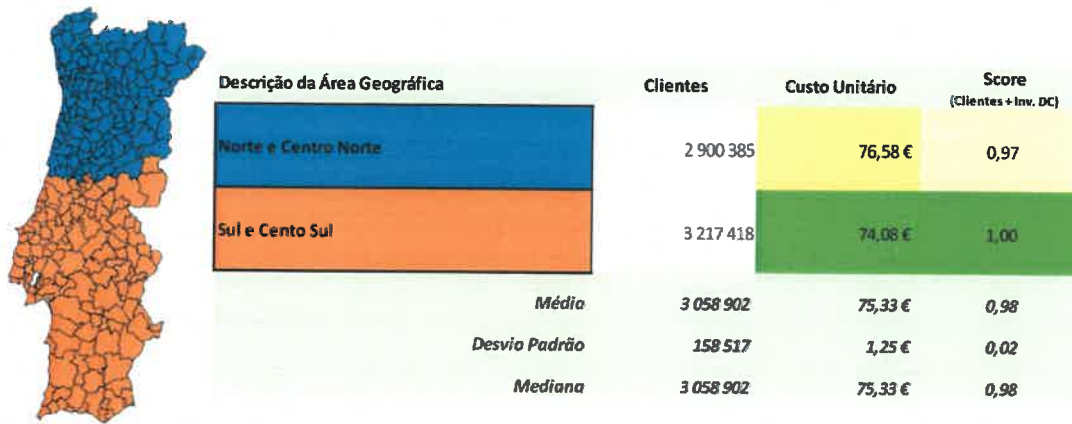 Descrição da Área Geográfica Clientes Custo Unitário Score
(Clientes + Inv. DC)
Norte e Centro Norte 2 900 385 76,58 € 0,97
Sul e Cento Sul 3 217 418 74,08 € 1,00
Média 3 058 902 75,33 € 0,98
Desvio Padrão 158 517 1,25 € 0,02
Mediana 3 058 902 75,33 € 0,98